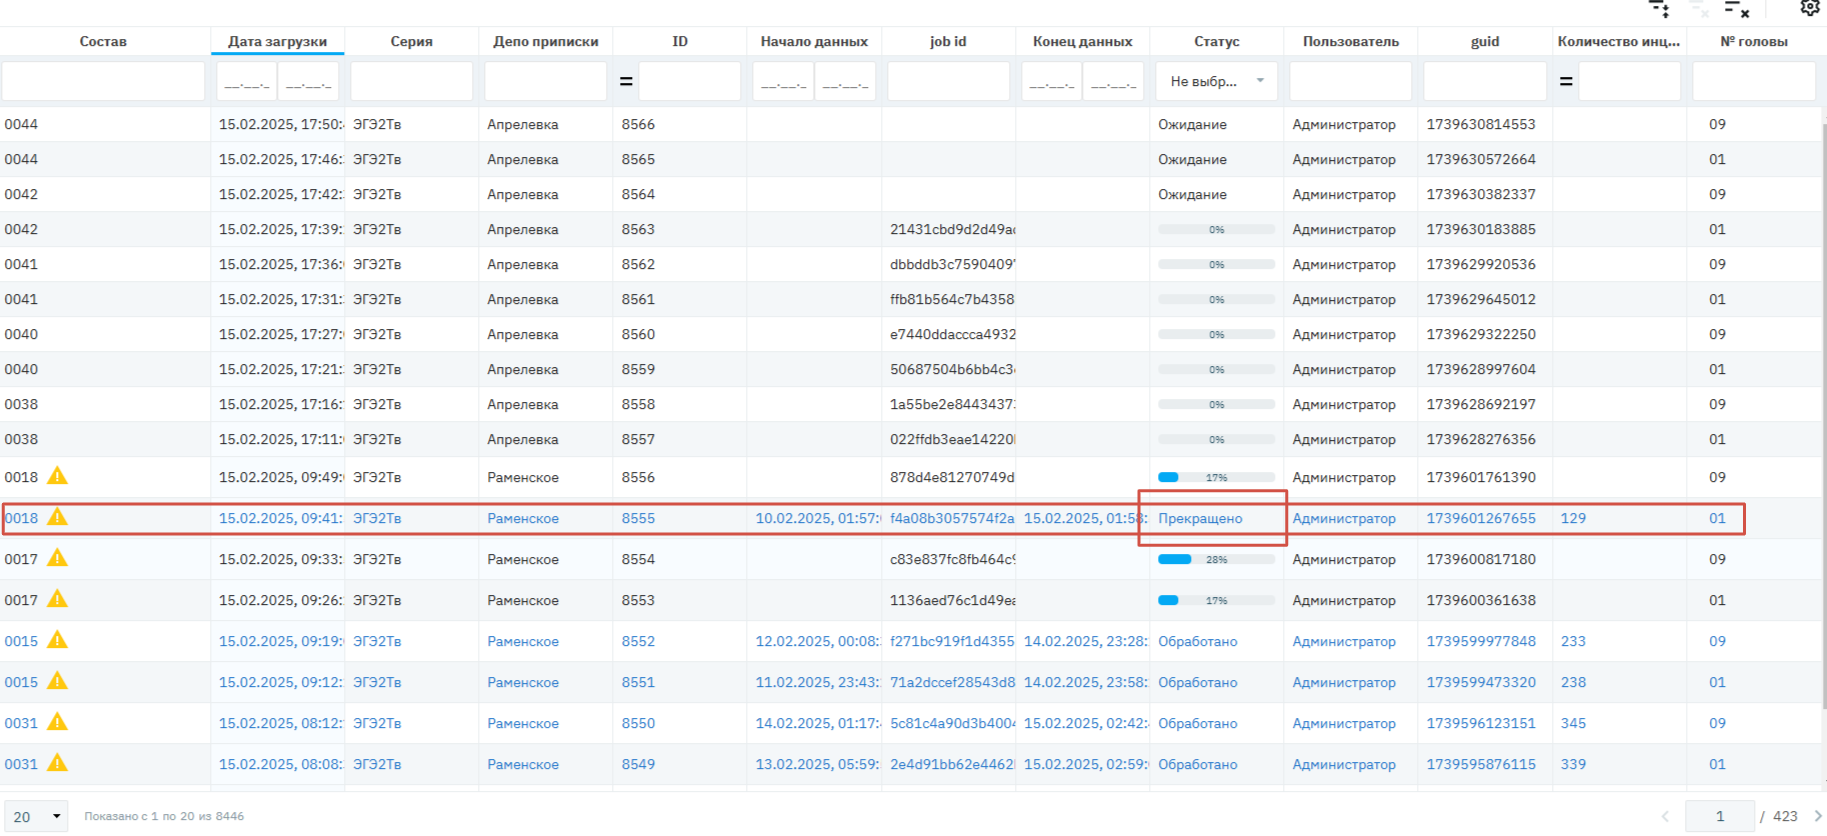 Состав Дата загрузки Серия Депо приписки ID Начало данных job id Конец данных Статус Пользователь guid Количество инц... № головы
__.__._ __.__._ = __.__._ __.__._ __.__._ __.__._ Не выбр... =
0044 15.02.2025, 17:50: ЭГЭ2Тв Апрелевка 8566 Ожидание Администратор 1739630814553 09
0044 15.02.2025, 17:46: ЭГЭ2Тв Апрелевка 8565 Ожидание Администратор 1739630572664 01
0042 15.02.2025, 17:42: ЭГЭ2Тв Апрелевка 8564 Ожидание Администратор 1739630382337 09
0042 15.02.2025, 17:39: ЭГЭ2Тв Апрелевка 8563 21431cbd9d2d49a 0% Администратор 1739630183885 01
0041 15.02.2025, 17:36: ЭГЭ2Тв Апрелевка 8562 dbbddb3c7590409 0% Администратор 1739629920536 09
0041 15.02.2025, 17:31: ЭГЭ2Тв Апрелевка 8561 ffb81b564c7b4358 0% Администратор 1739629645012 01
0040 15.02.2025, 17:27: ЭГЭ2Тв Апрелевка 8560 e7440ddaccca4932 0% Администратор 1739629322250 09
0040 15.02.2025, 17:21: ЭГЭ2Тв Апрелевка 8559 50687504b6bb4c3 0% Администратор 1739628997604 01
0038 15.02.2025, 17:16: ЭГЭ2Тв Апрелевка 8558 1a55be2e8443437 0% Администратор 1739628692197 09
0038 15.02.2025, 17:11: ЭГЭ2Тв Апрелевка 8557 022ffdb3eae14220 0% Администратор 1739628276356 01
0018 15.02.2025, 09:49: ЭГЭ2Тв Раменское 8556 878d4e81270749d 17% Администратор 1739601761390 09
0018 15.02.2025, 09:41: ЭГЭ2Тв Раменское 8555 10.02.2025, 01:57: f4a08b3057574f2a 15.02.2025, 01:58: Прекращено Администратор 1739601267655 129 01
0017 15.02.2025, 09:33: ЭГЭ2Тв Раменское 8554 c83e837fc8fb464c 28% Администратор 1739600817180 09
0017 15.02.2025, 09:26: ЭГЭ2Тв Раменское 8553 1136aed76c1d49e 17% Администратор 1739600361638 01
0015 15.02.2025, 09:19: ЭГЭ2Тв Раменское 8552 12.02.2025, 00:08: f271bc919f1d4355 14.02.2025, 23:28: Обработано Администратор 1739599977848 233 09
0015 15.02.2025, 09:12: ЭГЭ2Тв Раменское 8551 11.02.2025, 23:43: 71a2dccef28543d8 14.02.2025, 23:58: Обработано Администратор 1739599473320 238 01
0031 15.02.2025, 08:12: ЭГЭ2Тв Раменское 8550 14.02.2025, 01:17: 5c81c4a90d3b400 15.02.2025, 02:42: Обработано Администратор 1739596123151 345 09
0031 15.02.2025, 08:08: ЭГЭ2Тв Раменское 8549 13.02.2025, 05:59: 2e4d91bb62e4462 15.02.2025, 02:59: Обработано Администратор 1739595876115 339 01
20 Показано с 1 по 20 из 8446 1 / 423